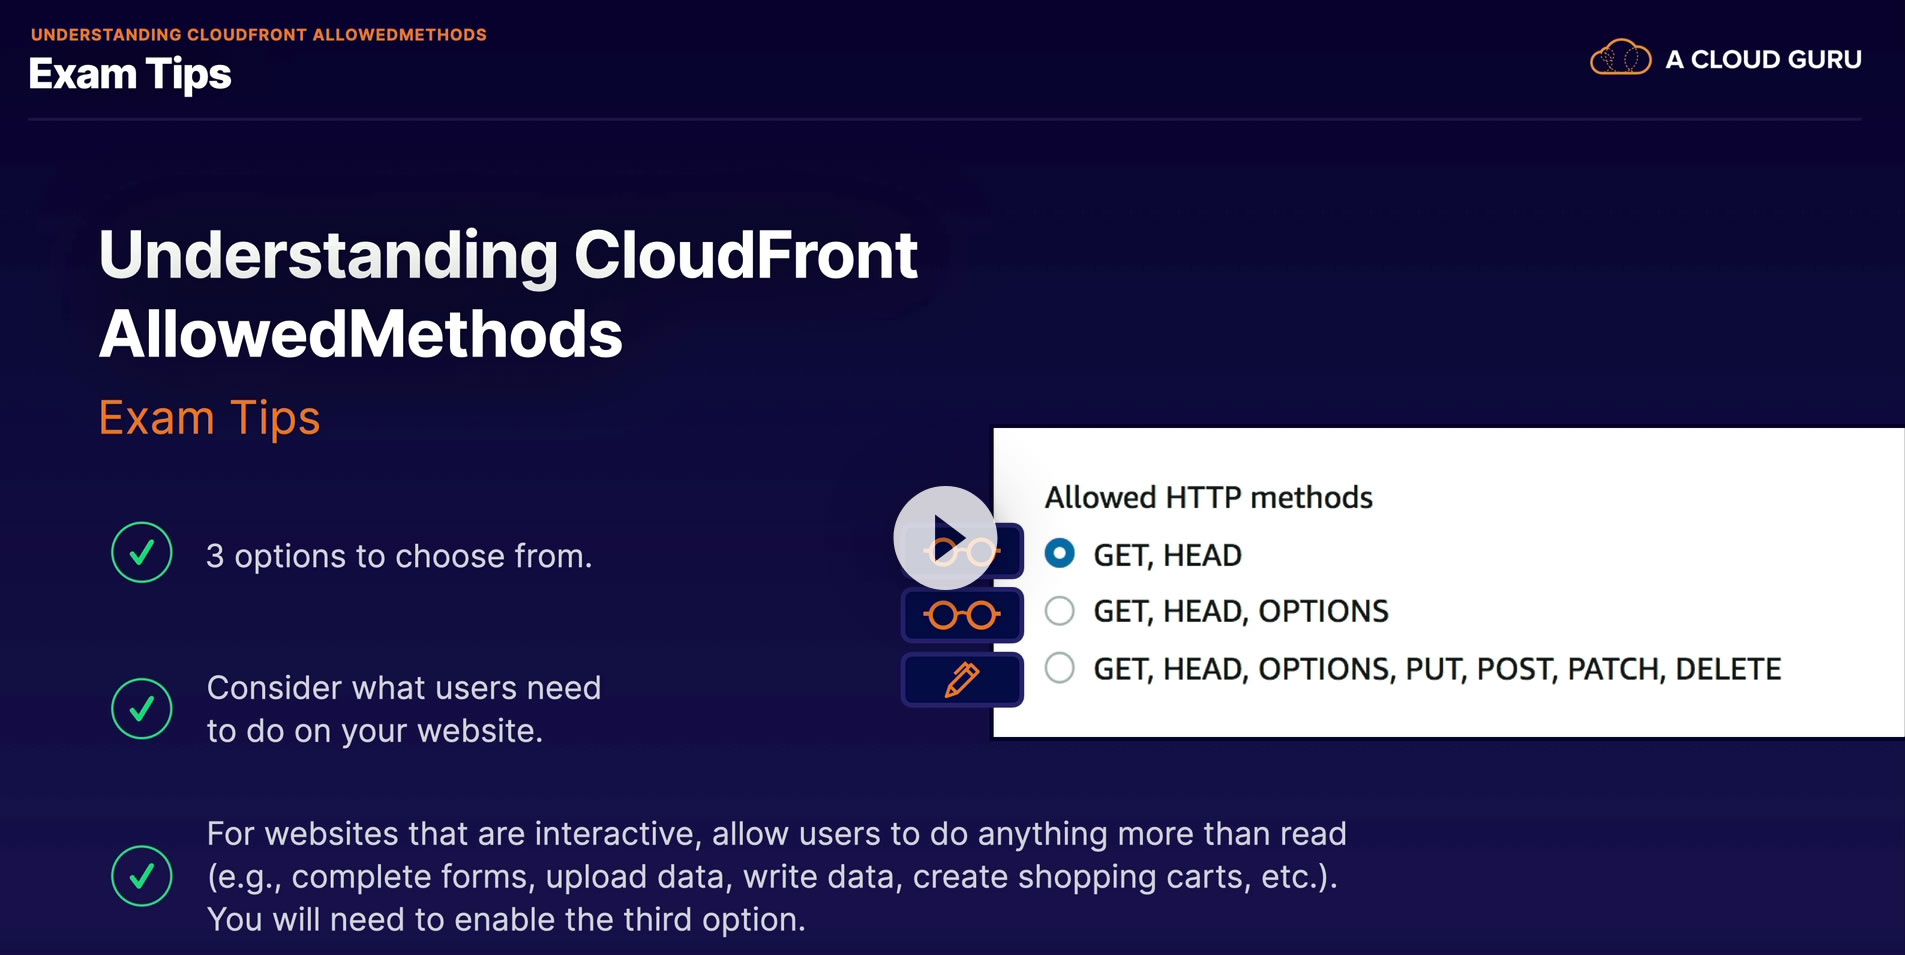 UNDERSTANDING CLOUDFRONT ALLOWEDMETHODS
Exam Tips
A CLOUD GURU
Understanding CloudFront
AllowedMethods
Exam Tips
3 options to choose from.
Consider what users need
to do on your website.
For websites that are interactive, allow users to do anything more than read
(e.g., complete forms, upload data, write data, create shopping carts, etc.).
You will need to enable the third option.
Allowed HTTP methods
GET, HEAD
GET, HEAD, OPTIONS
GET, HEAD, OPTIONS, PUT, POST, PATCH, DELETE